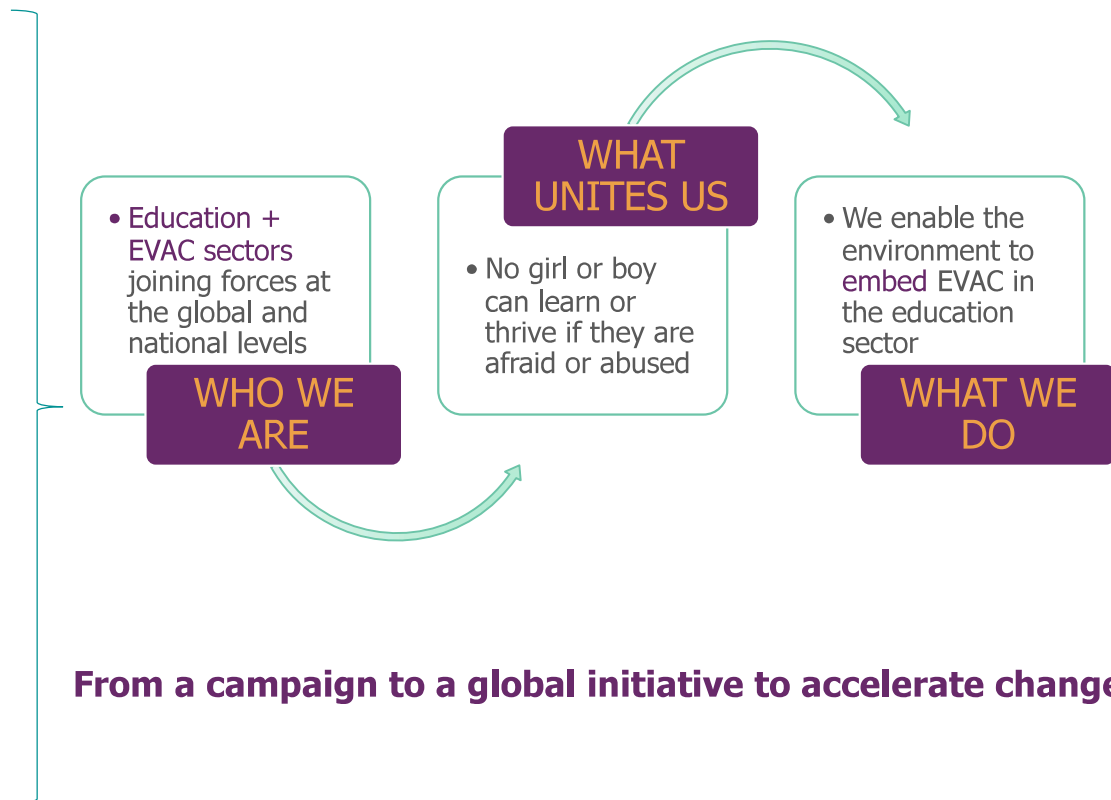 • Education +
EVAC sectors
joining forces at
the global and
national levels
WHO WE
ARE
WHAT
UNITES US
• No girl or boy
can learn or
thrive if they are
afraid or abused
• We enable the
environment to
embed EVAC in
the education
sector
WHAT WE
DO
From a campaign to a global initiative to accelerate change